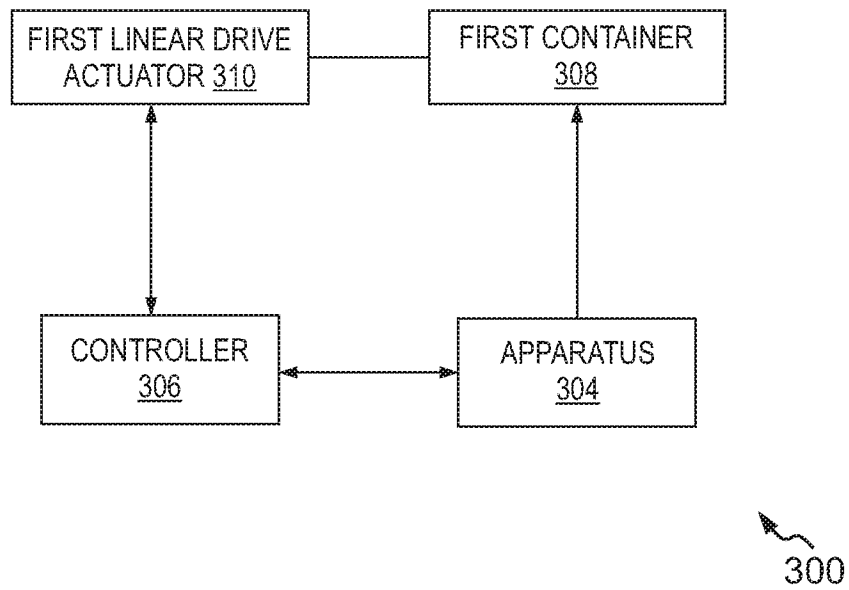 FIRST LINEAR DRIVE
ACTUATOR 310
FIRST CONTAINER
308
CONTROLLER
306
APPARATUS
304
300